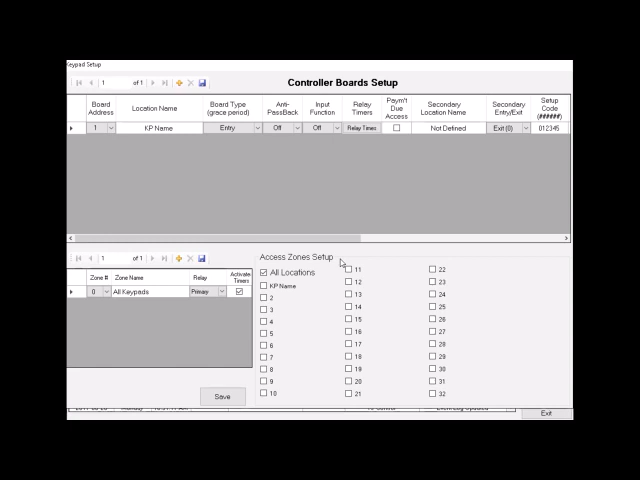 Keypad Setup
1 of 1
Controller Boards Setup
Board Address Location Name Board Type (grace period) Anti-PassBack Input Function Relay Timers Paym't Due Access Secondary Location Name Secondary Entry/Exit Setup Code (######)
1 KP Name Entry Off Off Relay Times Not Defined Exit (0) 012345
1 of 1
Access Zones Setup
Zone # Zone Name Relay Activate Timers
0 All Keypads Primary
All Locations
KP Name
2
3
4
5
6
7
8
9
10
11
12
13
14
15
16
17
18
19
20
21
22
23
24
25
26
27
28
29
30
31
32
Save
Exit